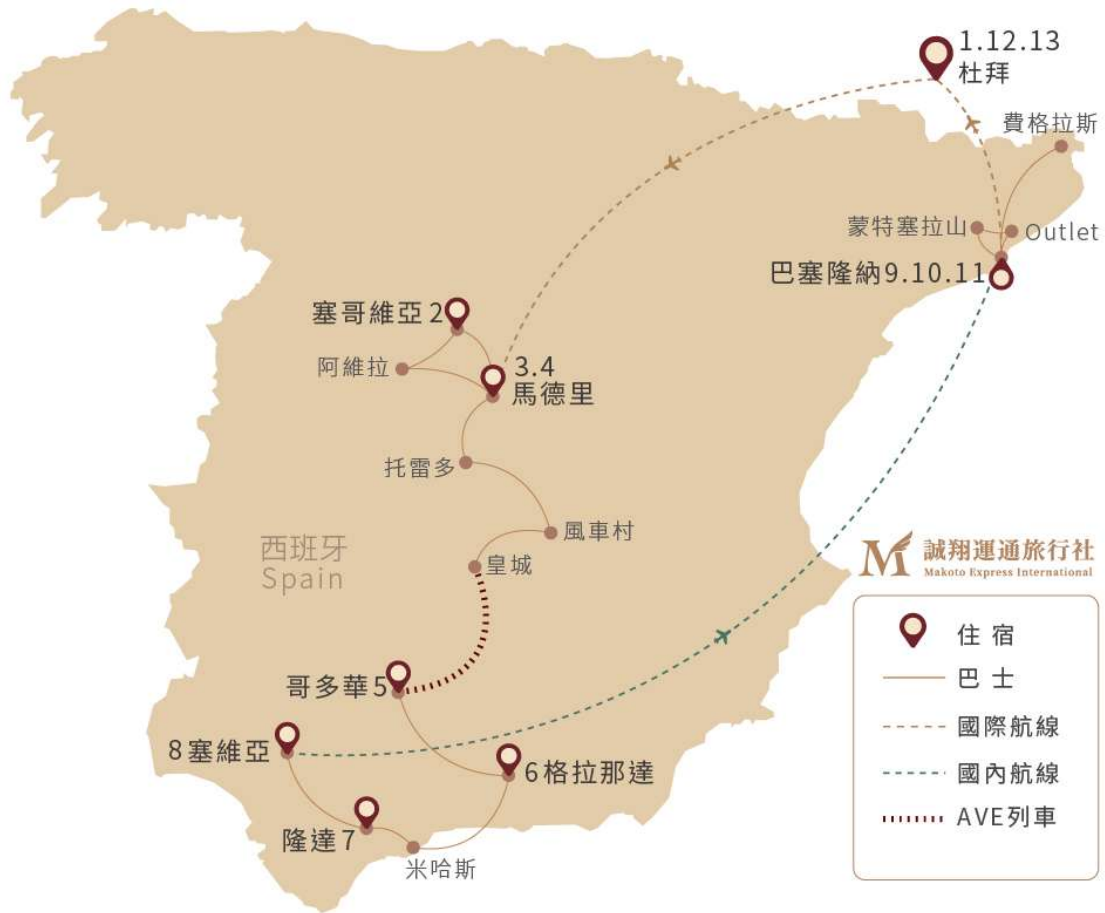 1.12.13
杜拜
費格拉斯
蒙特塞拉山
Outlet
巴塞隆納9.10.11
塞哥維亞 2
阿維拉
3.4
馬德里
托雷多
風車村
皇城
西班牙
Spain
哥多華 5
8 塞維亞
6 格拉那達
隆達 7
米哈斯
誠翔運通旅行社
Makoto Express International
住宿
巴士
國際航線
國內航線
AVE列車